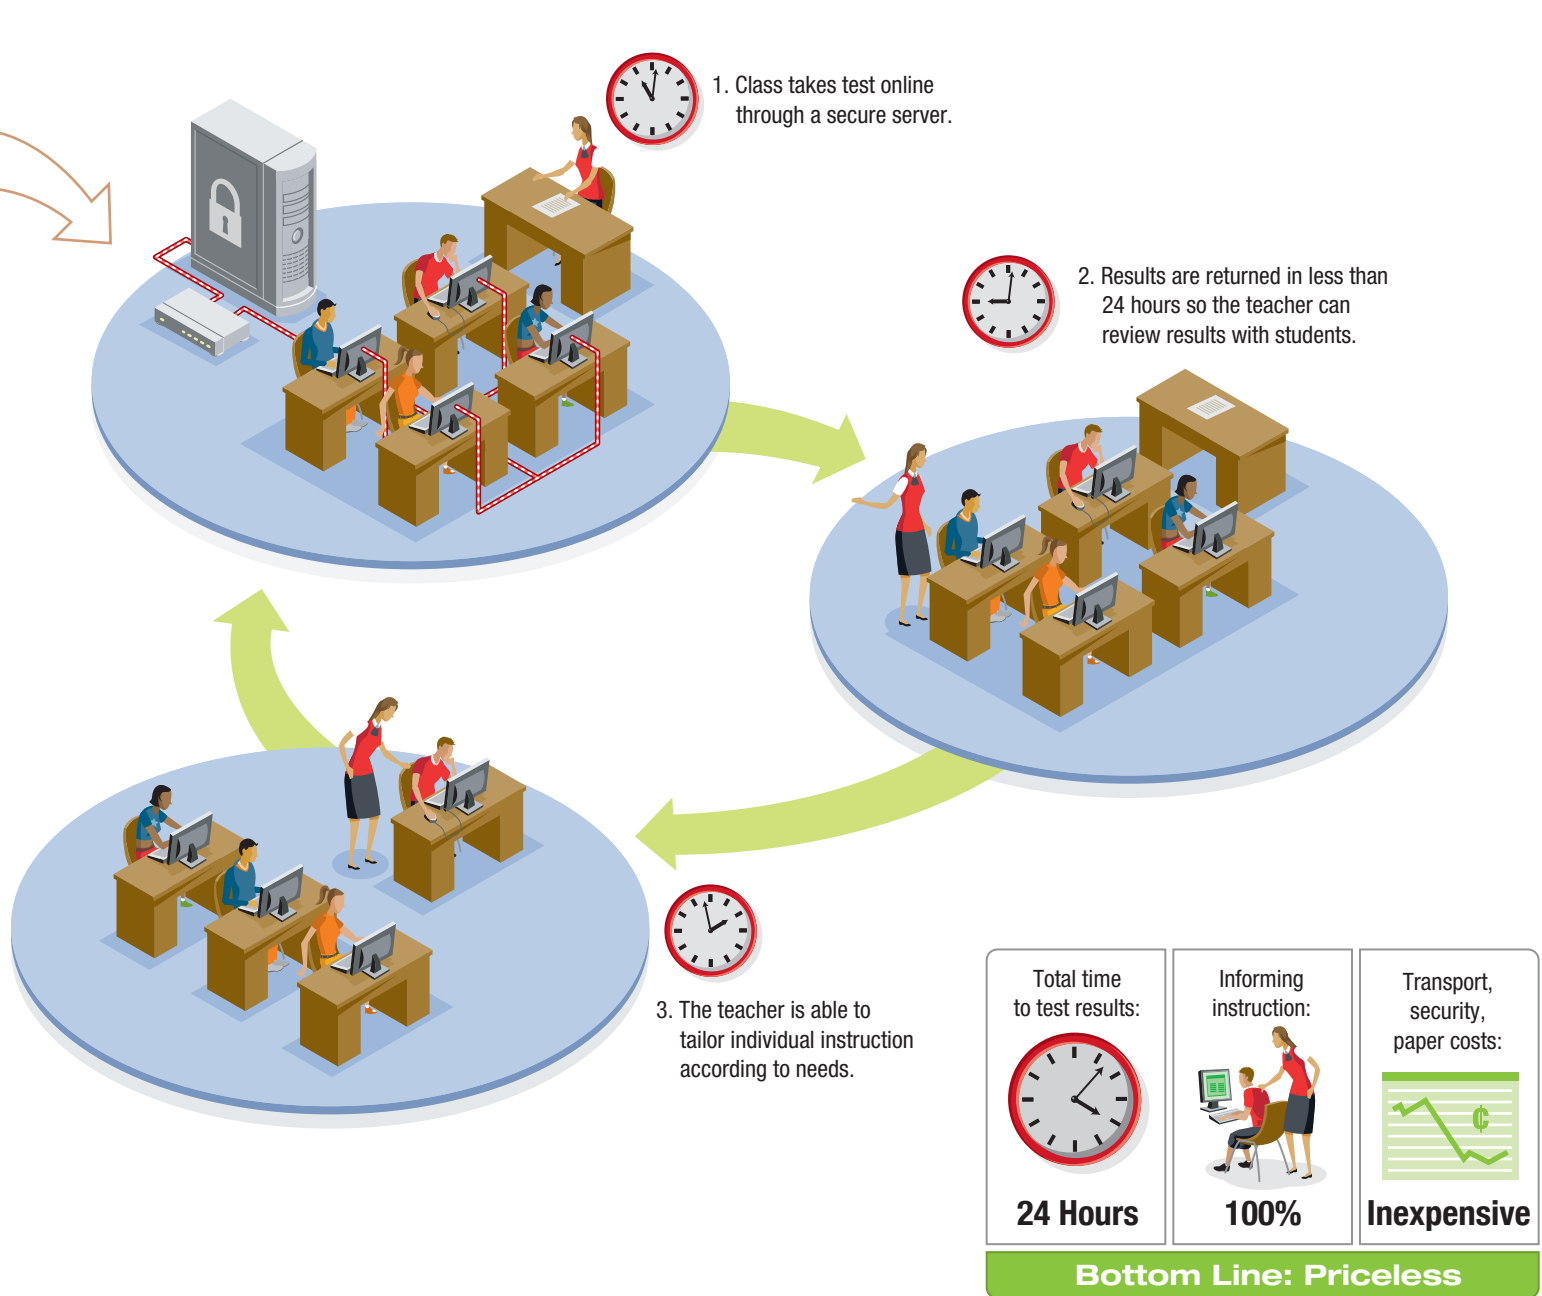 1. Class takes test online
through a secure server.
2. Results are returned in less than
24 hours so the teacher can
review results with students.
3. The teacher is able to
tailor individual instruction
according to needs.
Total time
to test results:
24 Hours
Informing
instruction:
100%
Transport,
security,
paper costs:
¢
Inexpensive
Bottom Line: Priceless